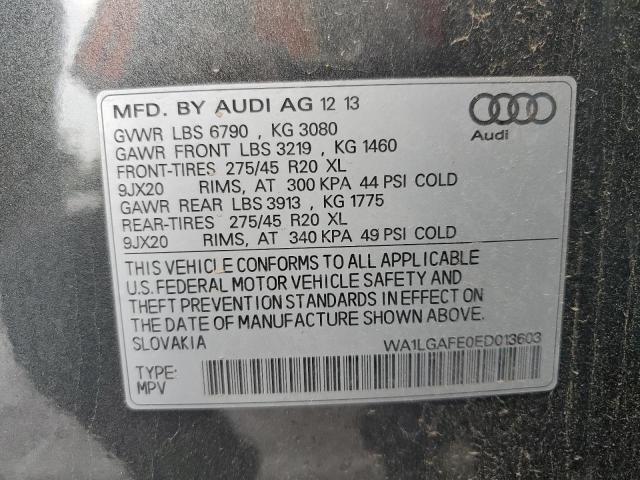 MFD. BY AUDI AG 12 13
GVWR LBS 6790 , KG 3080
GAWR FRONT LBS 3219 , KG 1460
FRONT-TIRES 275/45 R20 XL
9JX20 RIMS, AT 300 KPA 44 PSI COLD
GAWR REAR LBS 3913 , KG 1775
REAR-TIRES 275/45 R20 XL
9JX20 RIMS, AT 340 KPA 49 PSI COLD
Audi
THIS VEHICLE CONFORMS TO ALL APPLICABLE
U.S. FEDERAL MOTOR VEHICLE SAFETY AND
THEFT PREVENTION STANDARDS IN EFFECT ON
THE DATE OF MANUFACTURE SHOWN ABOVE.
SLOVAKIA
WA1LGAFE0ED013603
TYPE:
MPV